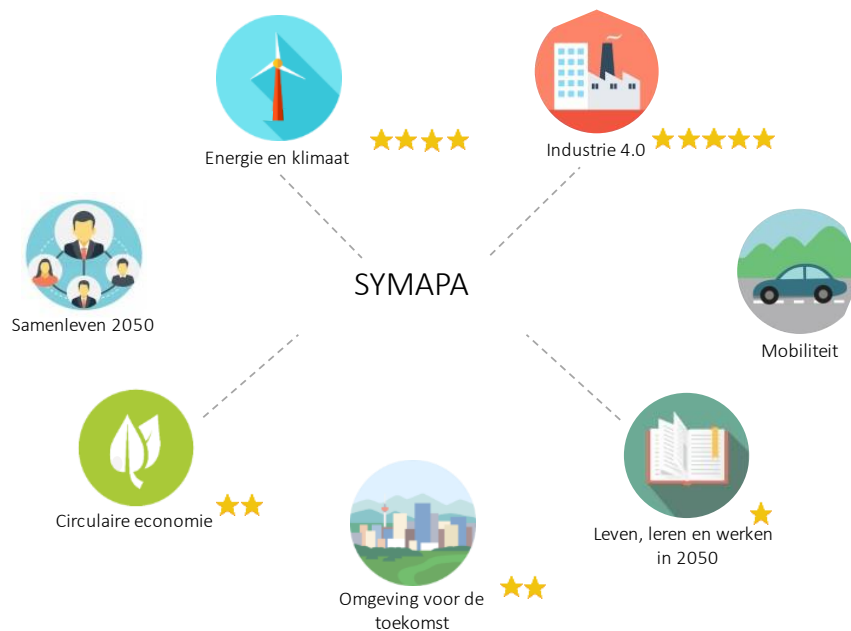 Energie en klimaat
Industrie 4.0
SYMAPA
Samenleven 2050
Mobiliteit
Circulaire economie
Leven, leren en werken
in 2050
Omgeving voor de
toekomst